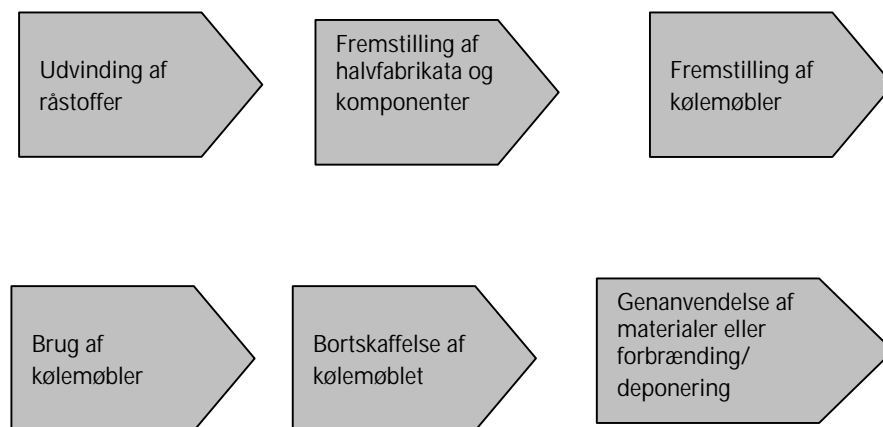 Udvinding af
råstoffer
Fremstilling af
halvfabrikata og
komponenter
Fremstilling af
kølemøbler
Brug af
kølemøbler
Bortskaffelse af
kølemøblet
Genanvendelse af
materialer eller
forbrænding/
deponering